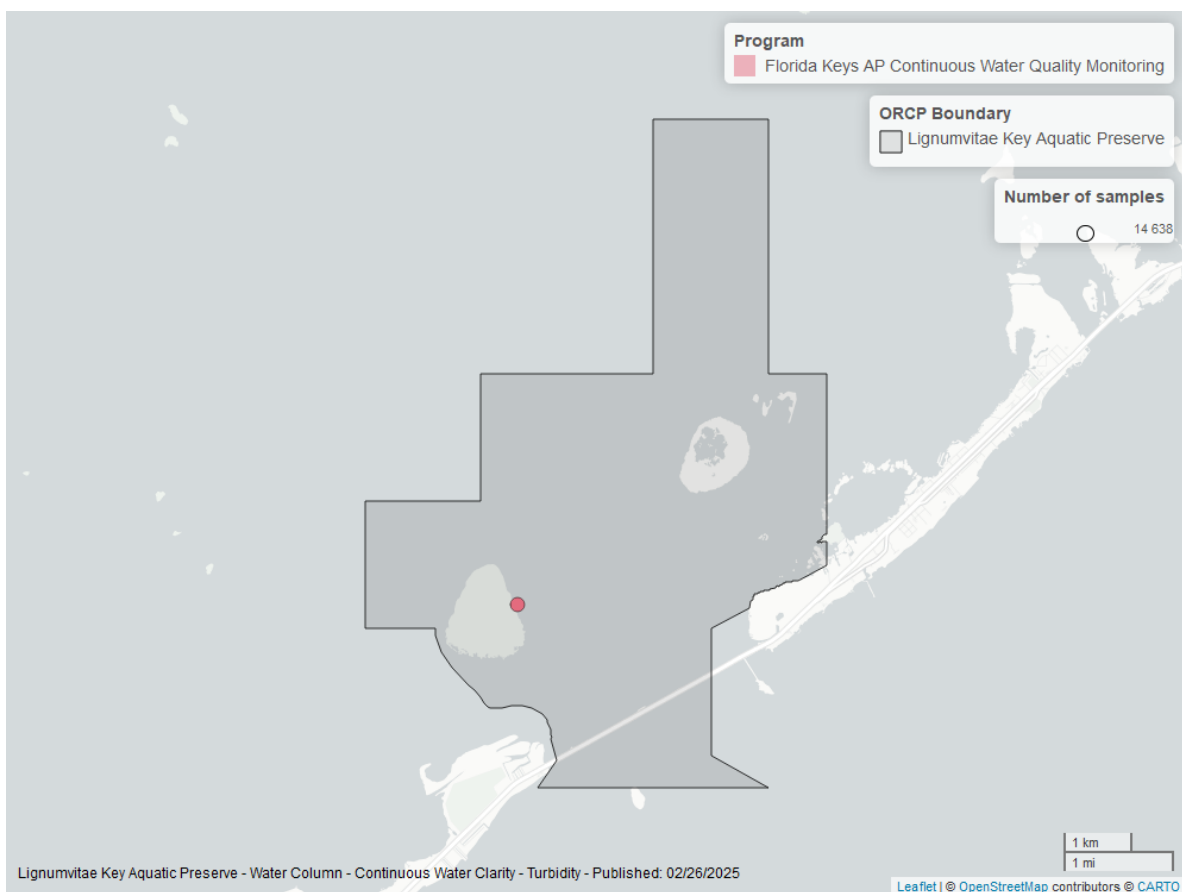 Program
Florida Keys AP Continuous Water Quality Monitoring
ORCP Boundary
Lignumvitae Key Aquatic Preserve
Number of samples
14 638
1 km
1 mi
Lignumvitae Key Aquatic Preserve - Water Column - Continuous Water Clarity - Turbidity - Published: 02/26/2025
Leaflet | © OpenStreetMap contributors © CARTO